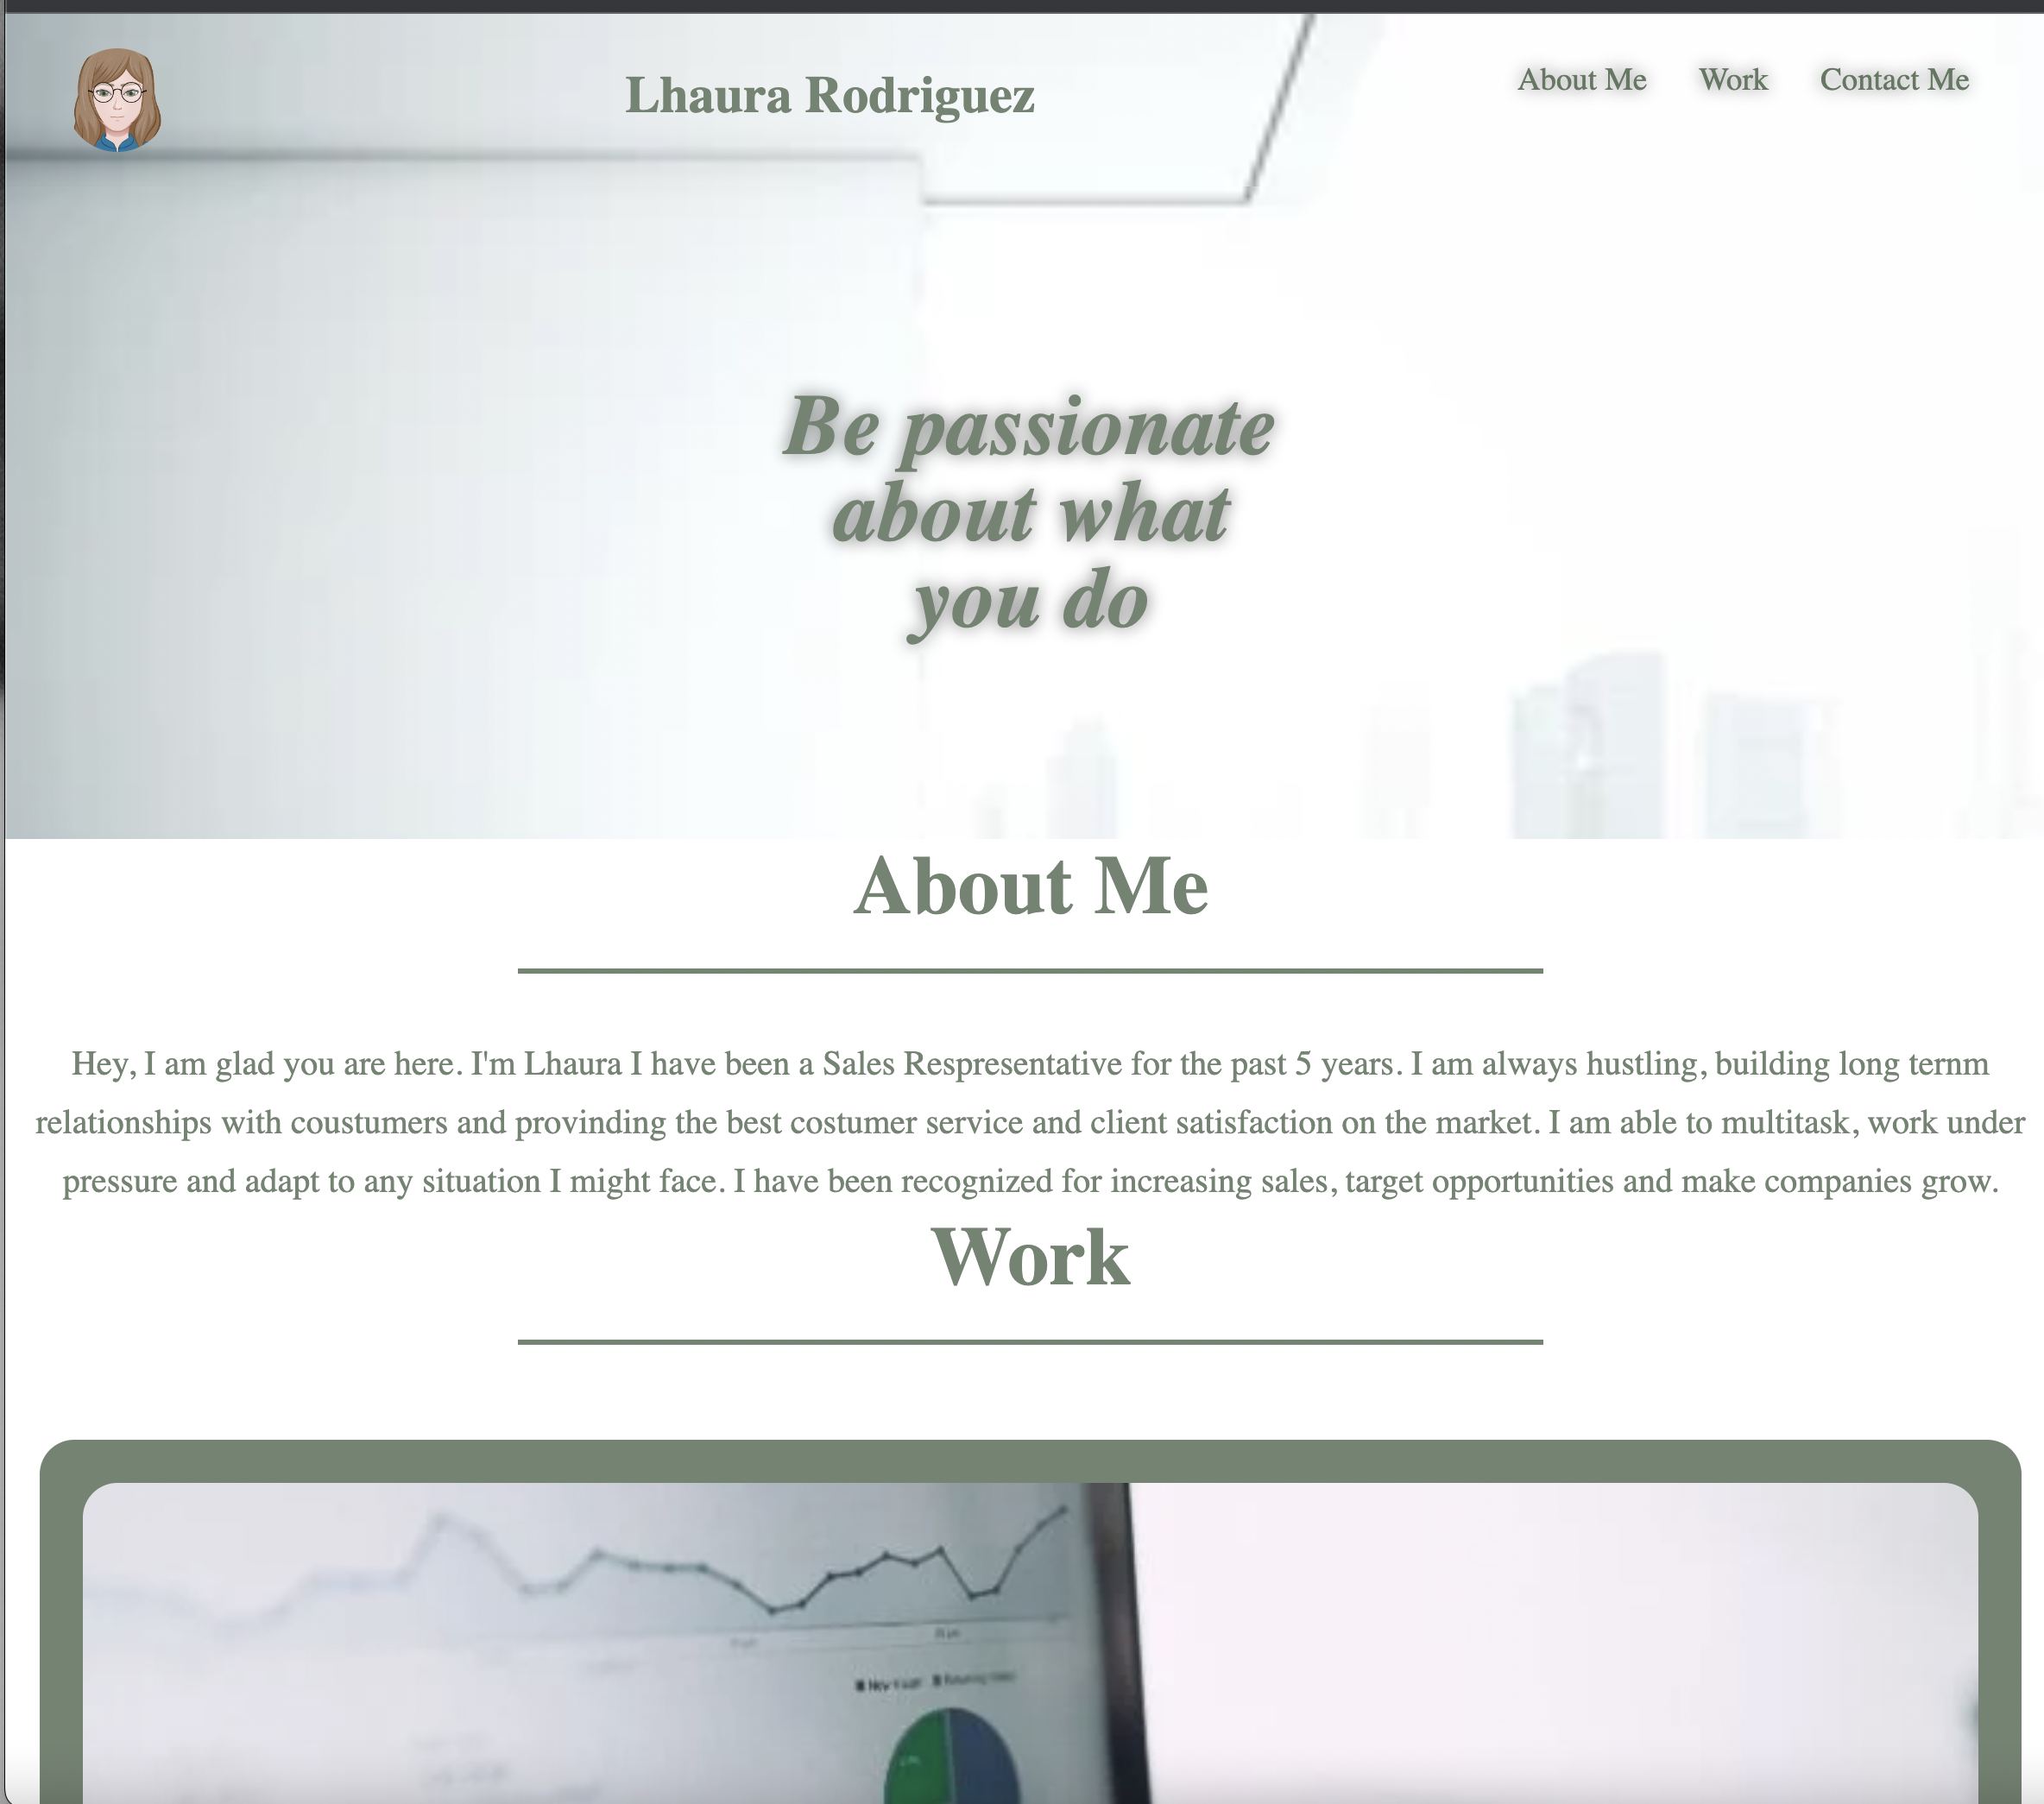 Lhaura Rodriguez
About Me Work Contact Me
Be passionate
about what
you do
About Me
Hey, I am glad you are here. I'm Lhaura I have been a Sales Respresentative for the past 5 years. I am always hustling, building long ternm
relationships with coustumers and provinding the best costumer service and client satisfaction on the market. I am able to multitask, work under
pressure and adapt to any situation I might face. I have been recognized for increasing sales, target opportunities and make companies grow.
Work